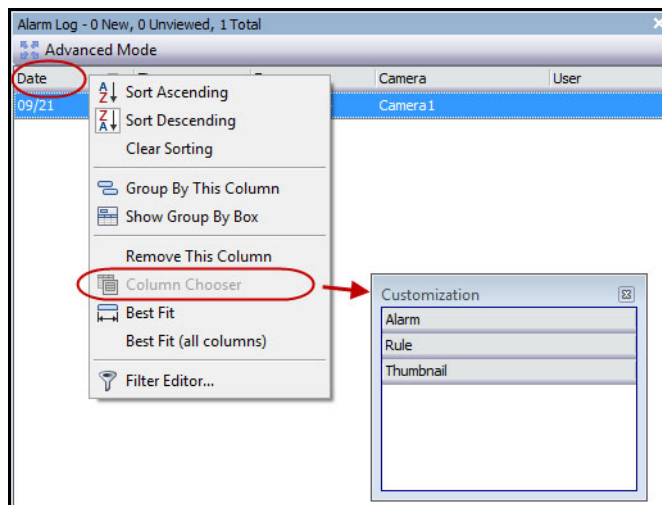 Alarm Log - 0 New, 0 Unviewed, 1 Total
Advanced Mode
Date Camera User
09/21 Camera1
Sort Ascending
Sort Descending
Clear Sorting
Group By This Column
Show Group By Box
Remove This Column
Column Chooser
Best Fit
Best Fit (all columns)
Filter Editor...
Customization
Alarm
Rule
Thumbnail